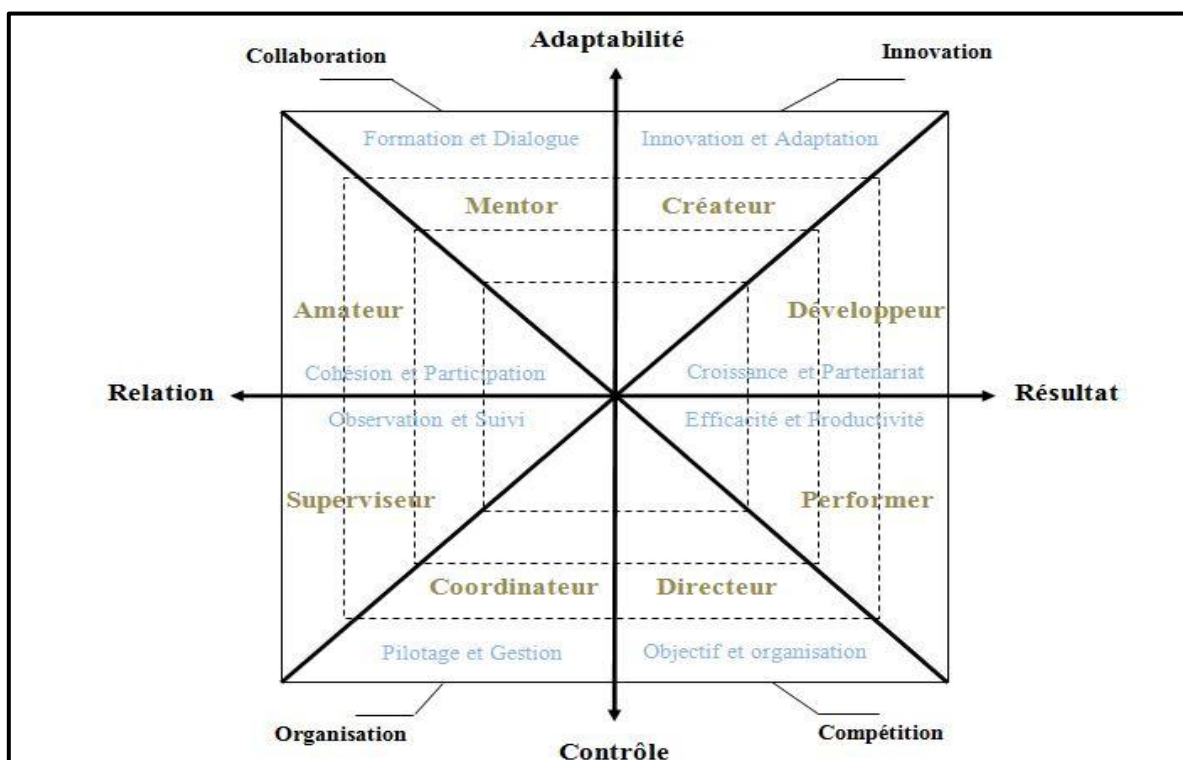 Adaptabilité
Collaboration
Innovation
Formation et Dialogue
Innovation et Adaptation
Mentor
Créateur
Amateur
Développeur
Cohésion et Participation
Croissance et Partenariat
Relation
Résultat
Observation et Suivi
Efficacité et Productivité
Superviseur
Performer
Coordinateur
Directeur
Pilotage et Gestion
Objectif et organisation
Organisation
Compétition
Contrôle